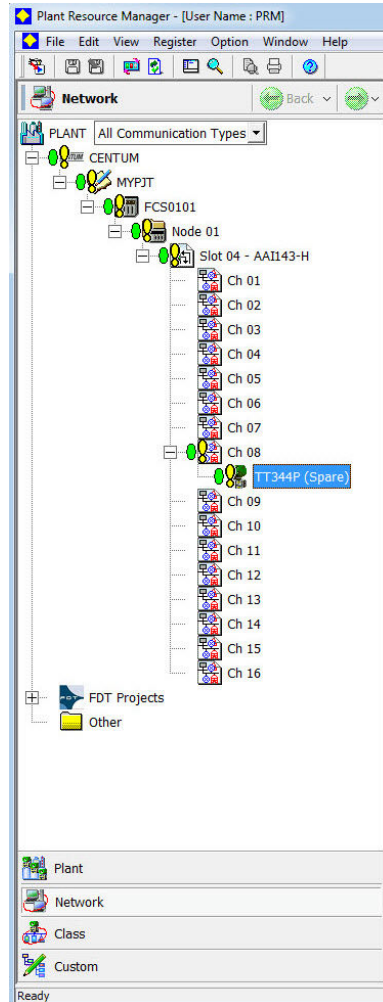 Plant Resource Manager - [User Name : PRM]
File Edit View Register Option Window Help
Network Back
PLANT All Communication Types
CENTUM
MYPJT
FCS0101
Node 01
Slot 04 - AAI143-H
Ch 01
Ch 02
Ch 03
Ch 04
Ch 05
Ch 06
Ch 07
Ch 08
TT344P (Spare)
Ch 09
Ch 10
Ch 11
Ch 12
Ch 13
Ch 14
Ch 15
Ch 16
FDT Projects
Other
Plant
Network
Class
Custom
Ready